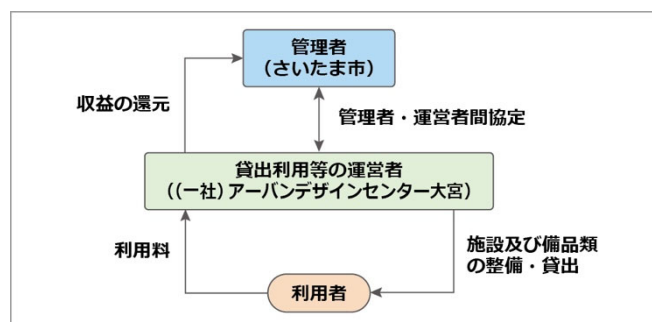 管理者
(さいたま市)
収益の還元
管理者・運営者間協定
貸出利用等の運営者
((一社)アーバンデザインセンター大宮)
利用料
施設及び備品類
の整備・貸出
利用者